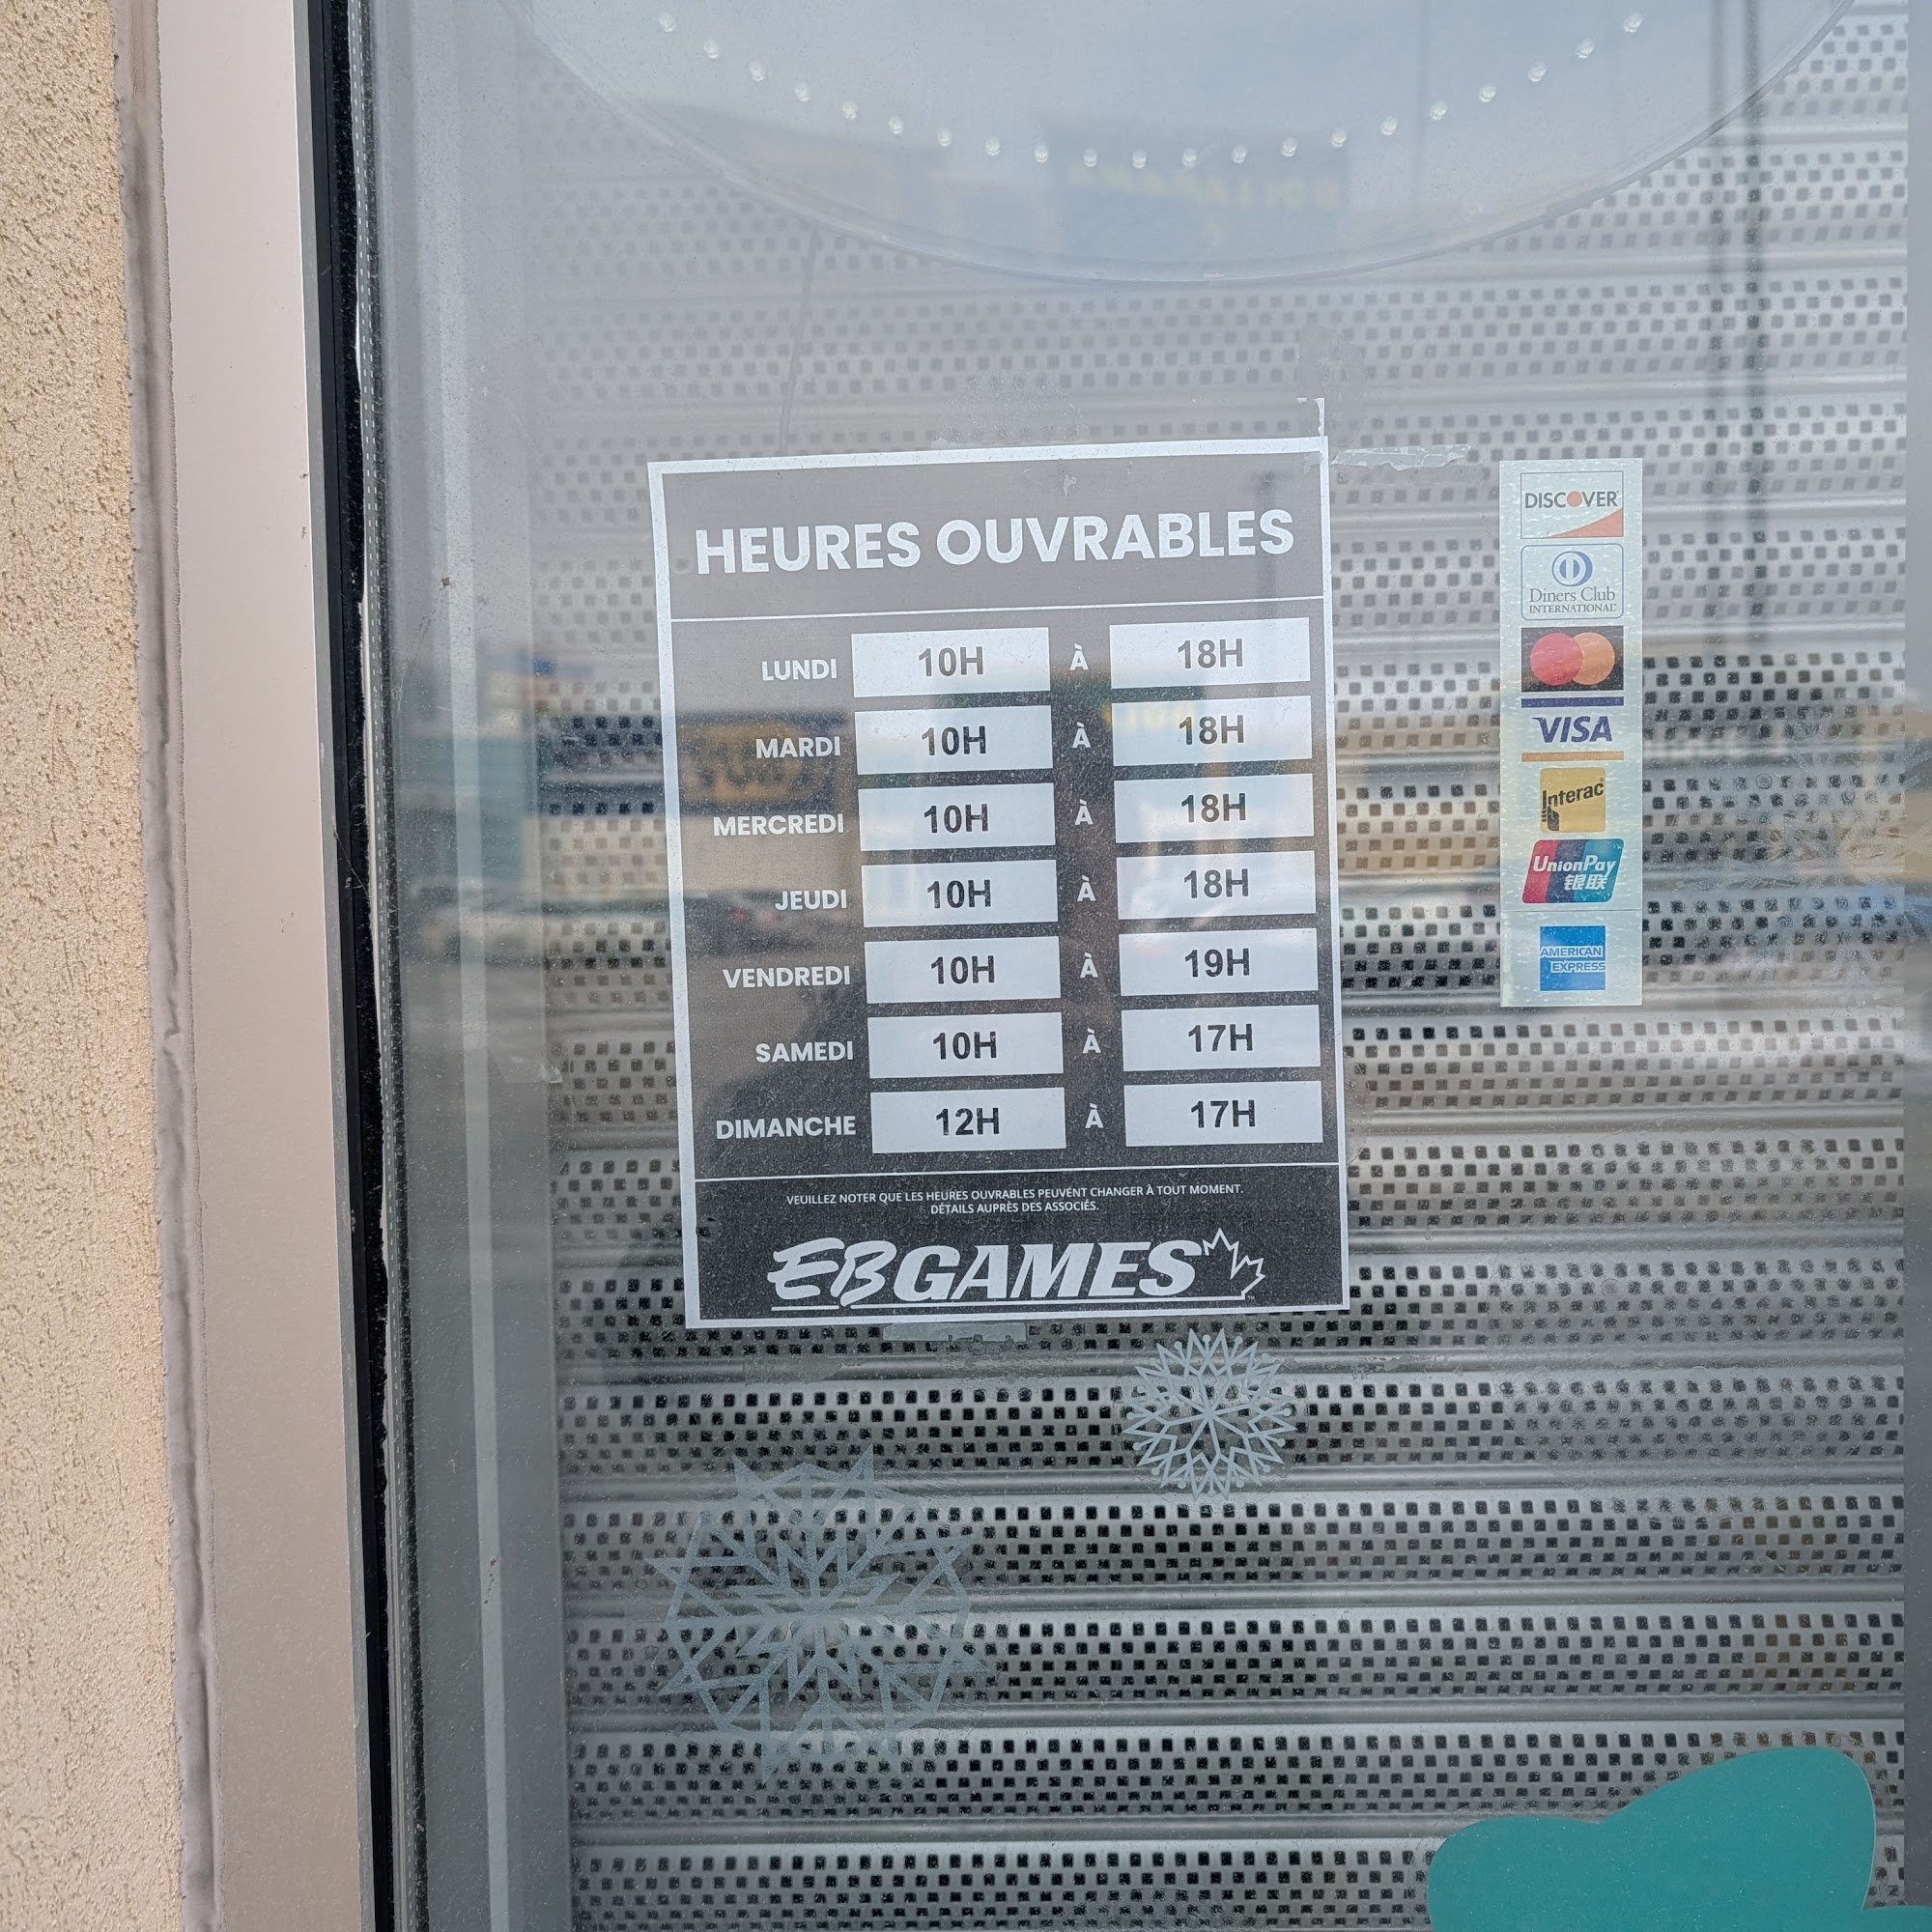 HEURES OUVRABLES
LUNDI 10H À 18H
MARDI 10H À 18H
MERCREDI 10H À 18H
JEUDI 10H À 18H
VENDREDI 10H À 19H
SAMEDI 10H À 17H
DIMANCHE 12H À 17H
VEUILLEZ NOTER QUE LES HEURES OUVRABLES PEUVENT CHANGER À TOUT MOMENT.
DÉTAILS AUPRÈS DES ASSOCIÉS.
EBGAMES
DISCOVER
Diners Club
INTERNATIONAL
VISA
Interac
UnionPay
银联
AMERICAN
EXPRESS